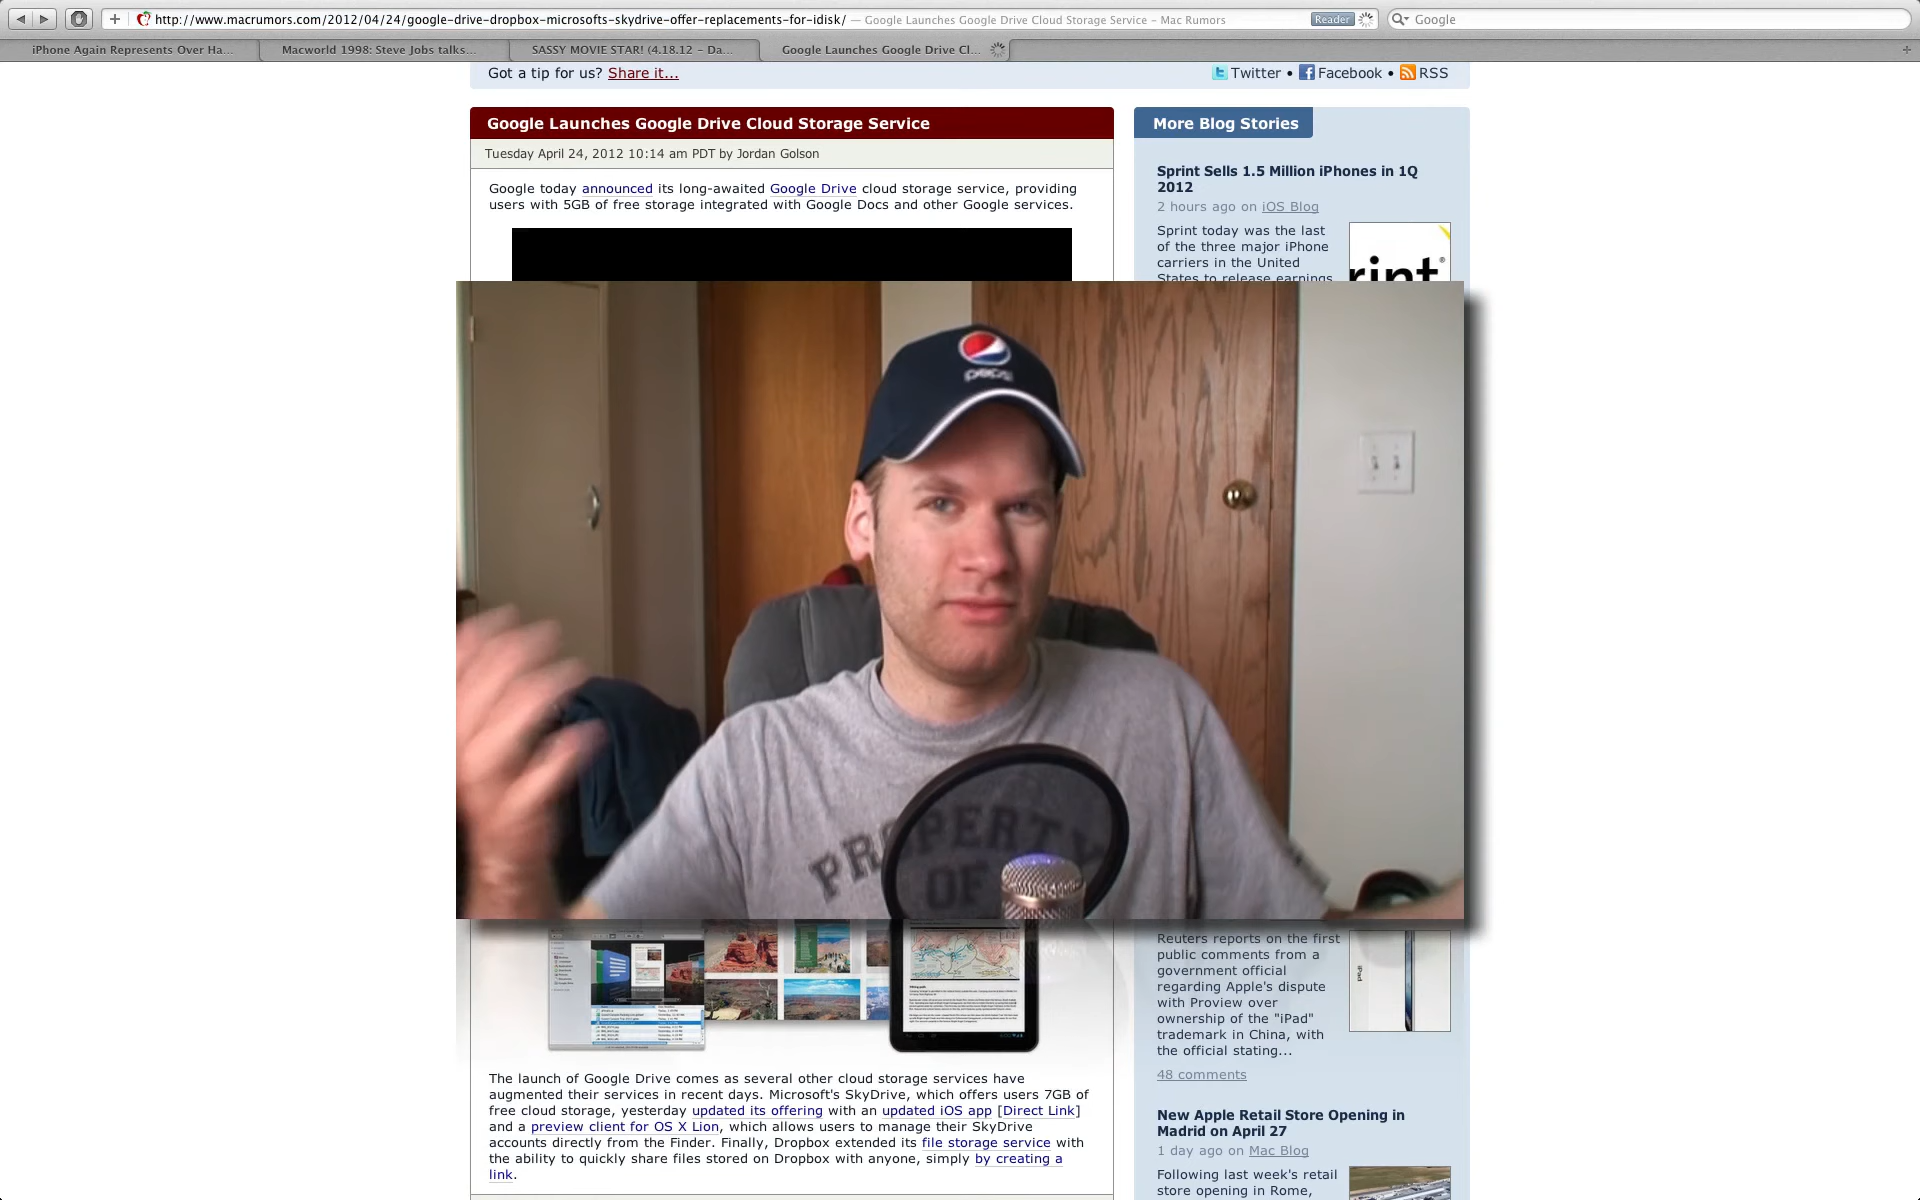 http://www.macrumors.com/2012/04/24/google-drive-dropbox-microsofts-skydrive-offer-replacements-for-idisk/ — Google Launches Google Drive Cloud Storage Service – Mac Rumors
Reader
Google
iPhone Again Represents Over Ha...
Macworld 1998: Steve Jobs talks...
SASSY MOVIE STAR! (4.18.12 – Da...
Google Launches Google Drive Cl...
Got a tip for us? Share it...
Twitter • Facebook • RSS
Google Launches Google Drive Cloud Storage Service
Tuesday April 24, 2012 10:14 am PDT by Jordan Golson
Google today announced its long-awaited Google Drive cloud storage service, providing
users with 5GB of free storage integrated with Google Docs and other Google services.
More Blog Stories
Sprint Sells 1.5 Million iPhones in 1Q
2012
2 hours ago on iOS Blog
Sprint today was the last
of the three major iPhone
carriers in the United
States to release earnings
rint
pepsi
PROPERTY
OF
The launch of Google Drive comes as several other cloud storage services have
augmented their services in recent days. Microsoft's SkyDrive, which offers users 7GB of
free cloud storage, yesterday updated its offering with an updated iOS app [Direct Link]
and a preview client for OS X Lion, which allows users to manage their SkyDrive
accounts directly from the Finder. Finally, Dropbox extended its file storage service with
the ability to quickly share files stored on Dropbox with anyone, simply by creating a
link.
Reuters reports on the first
public comments from a
government official
regarding Apple's dispute
with Proview over
ownership of the "iPad"
trademark in China, with
the official stating...
iPad
48 comments
New Apple Retail Store Opening in
Madrid on April 27
1 day ago on Mac Blog
Following last week's retail
store opening in Rome,